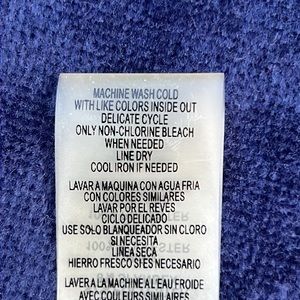 MACHINE WASH COLD
WITH LIKE COLORS INSIDE OUT
DELICATE CYCLE
ONLY NON-CHLORINE BLEACH
WHEN NEEDED
LINE DRY
COOL IRON IF NEEDED
LAVAR A MAQUINA CON AGUA FRIA
CON COLORES SIMILARES
LAVAR POR EL REVES
CICLO DELICADO
USE SOLO BLANQUEADOR SIN CLORO
SI NECESITA
LINEA SECA
HIERRO FRESCO SI ES NECESARIO
LAVER A LA MACHINE A L'EAU FROIDE
AVEC COULEURS SIMILAIRES